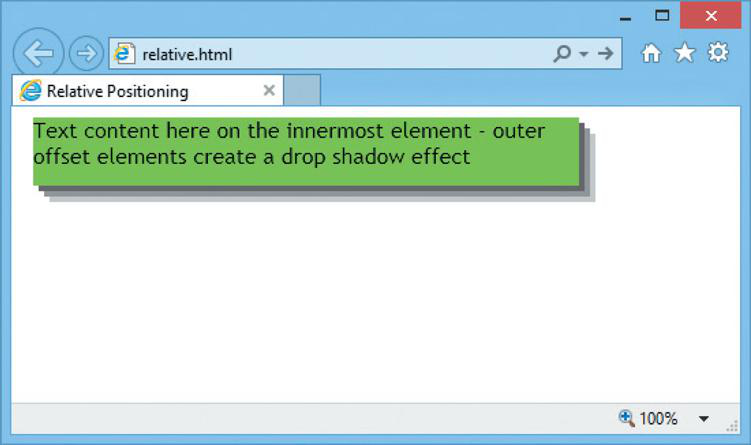 relative.html
Relative Positioning
Text content here on the innermost element - outer
offset elements create a drop shadow effect
100%